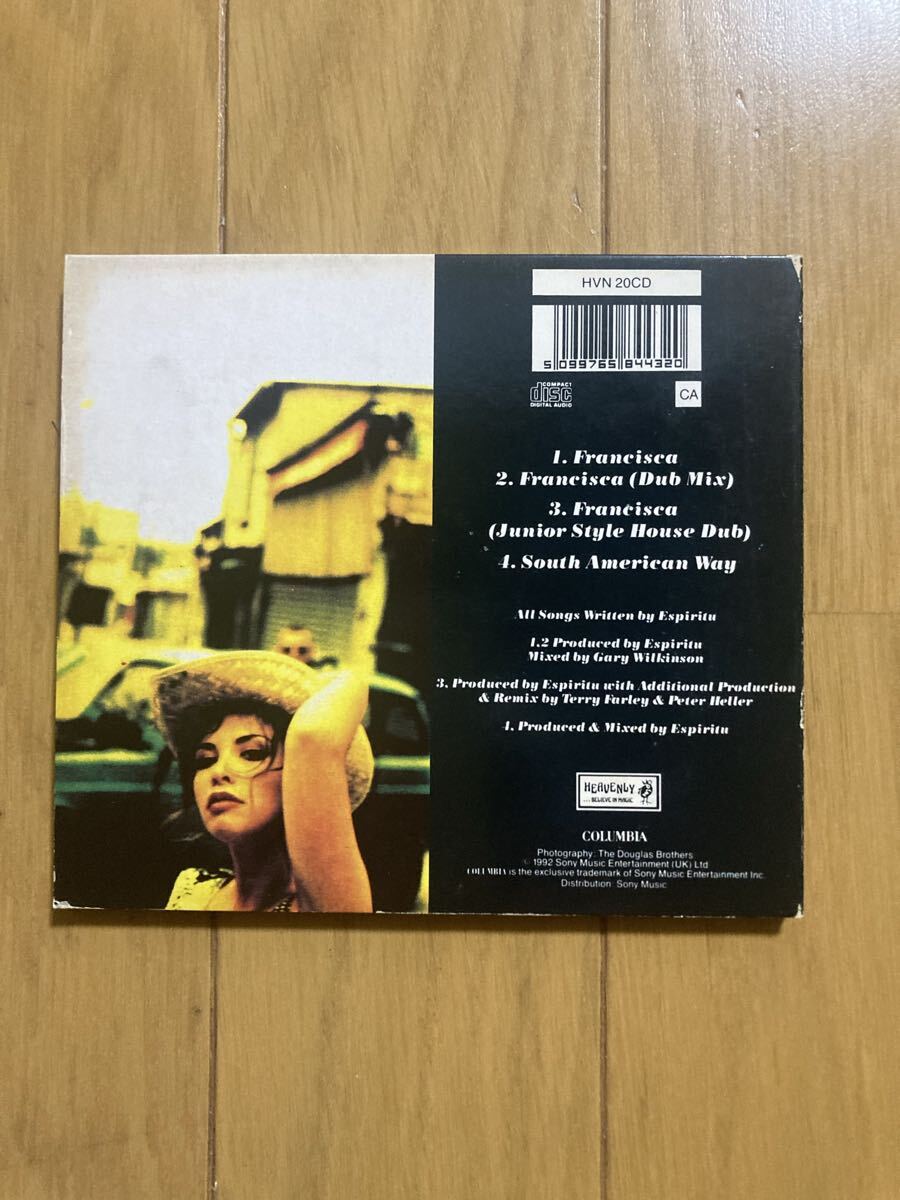 HVN 20CD
5 099765 844320
COMPACT
disc
DIGITAL AUDIO
CA
1. Francisca
2. Francisca (Dub Mix)
3. Francisca
(Junior Style House Dub)
4. South American Way
All Songs Written by Espiritu
1.2 Produced by Espiritu
Mixed by Gary Wilkinson
3. Produced by Espiritu with Additional Production
& Remix by Terry Farley & Peter Heller
4. Produced & Mixed by Espiritu
HEAVENLY
...BELIEVE IN MAGIC
COLUMBIA
Photography: The Douglas Brothers
© 1992 Sony Music Entertainment (UK) Ltd
COLUMBIA is the exclusive trademark of Sony Music Entertainment Inc.
Distribution: Sony Music